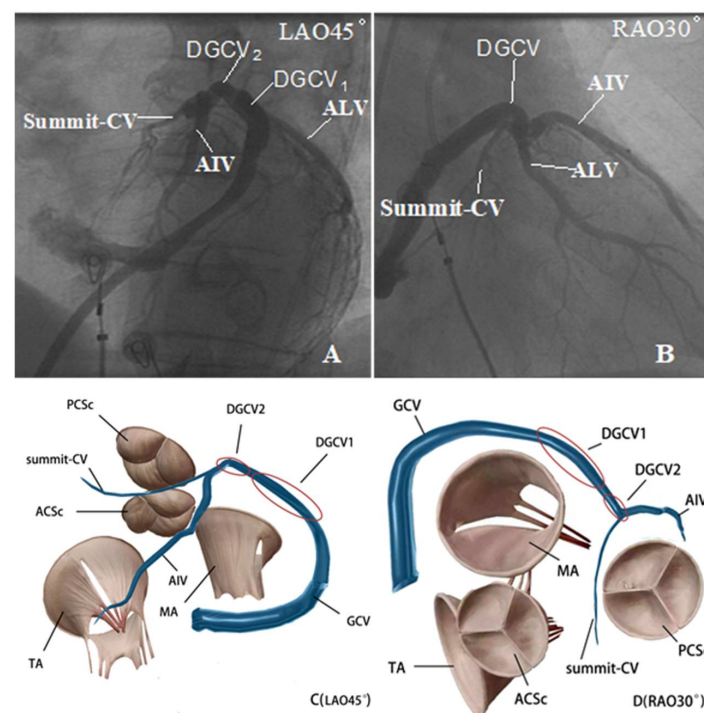 LAO45°
DGCV2
DGCV1
Summit-CV
ALV
AIV
A
RAO30°
DGCV
AIV
ALV
Summit-CV
B
PCSc
DGCV2
DGCV1
summit-CV
ACSc
AIV
MA
TA
GCV
C(LAO45°)
GCV
DGCV1
DGCV2
AIV
MA
TA
ACSc
summit-CV
PCSc
D(RAO30°)